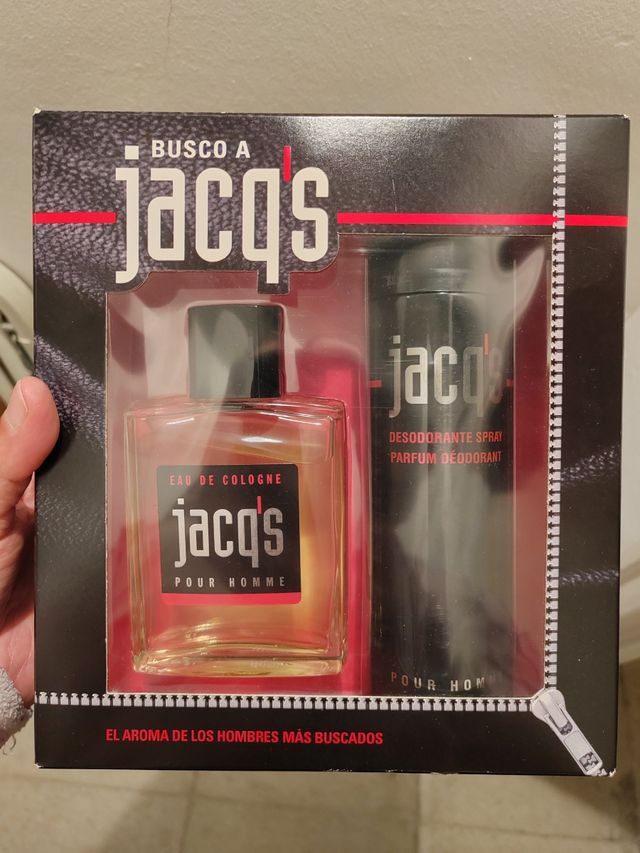 BUSCO A
jacq's
EAU DE COLOGNE
jacq's
POUR HOMME
jacq's
DESODORANTE SPRAY
PARFUM DÉODORANT
POUR HOMM
EL AROMA DE LOS HOMBRES MÁS BUSCADOS